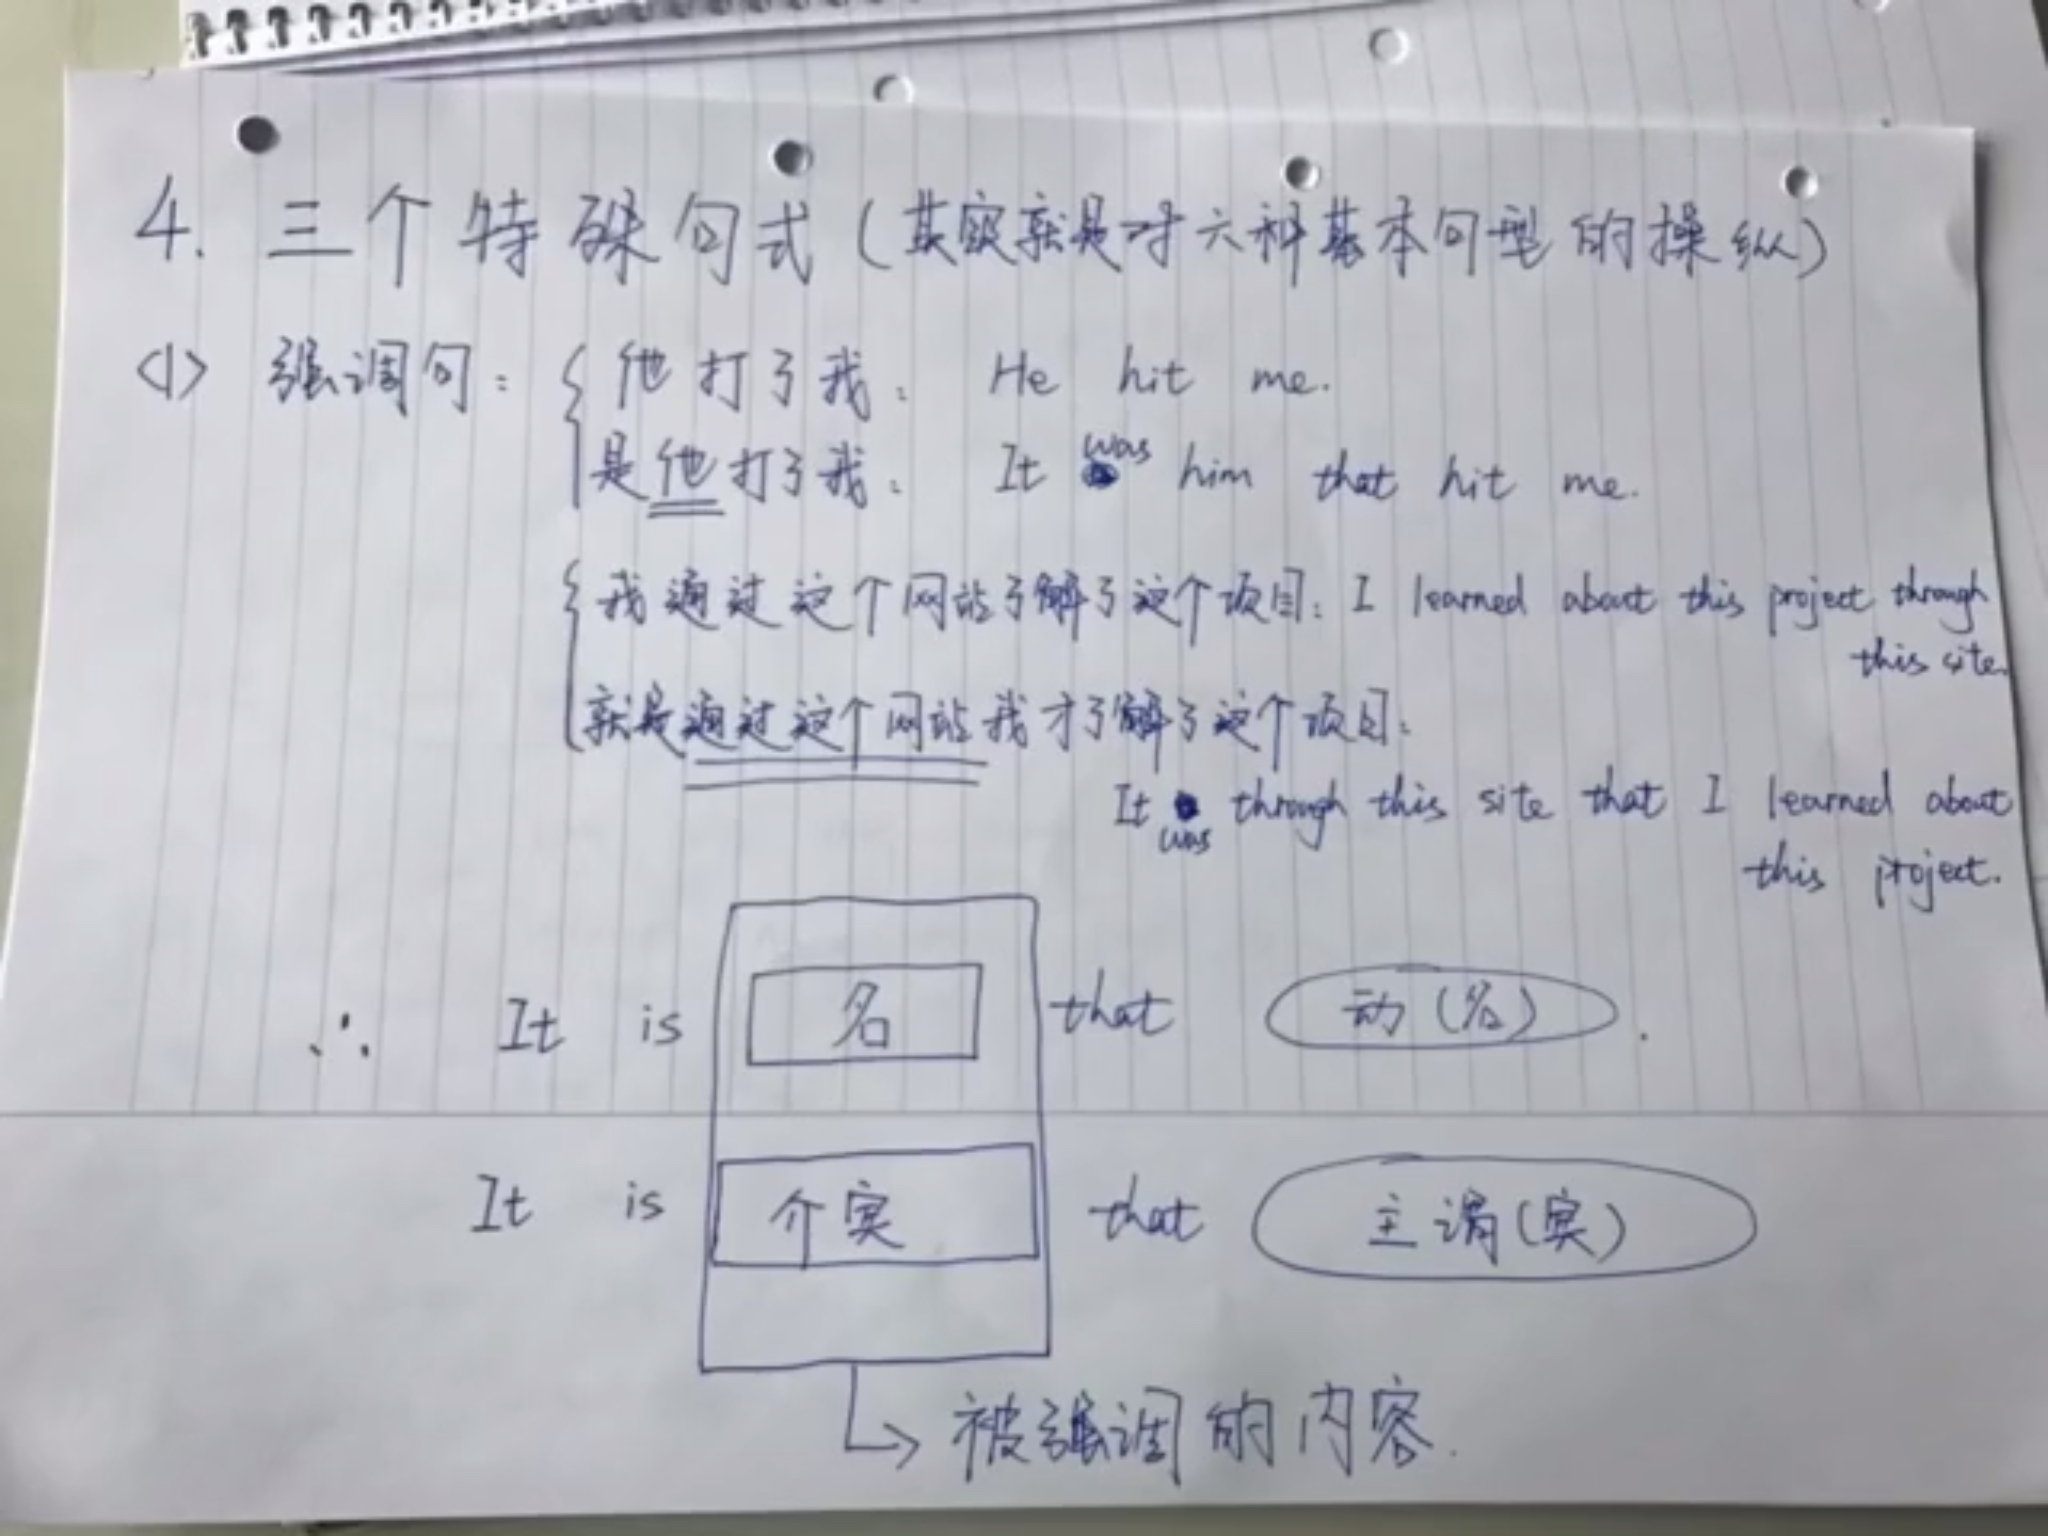 4. 三个特殊句式（其实就是对六种基本句型的操纵）
<1> 强调句：
他打了我： He hit me.
是他打了我： It was him that hit me.
我通过这个网站了解了这个项目：I learned about this project through
this site.
就是通过这个网站我才了解了这个项目：
It was through this site that I learned about
this project.
∴ It is 名 that 动（名）.
It is 介宾 that 主谓（宾）
被强调的内容.